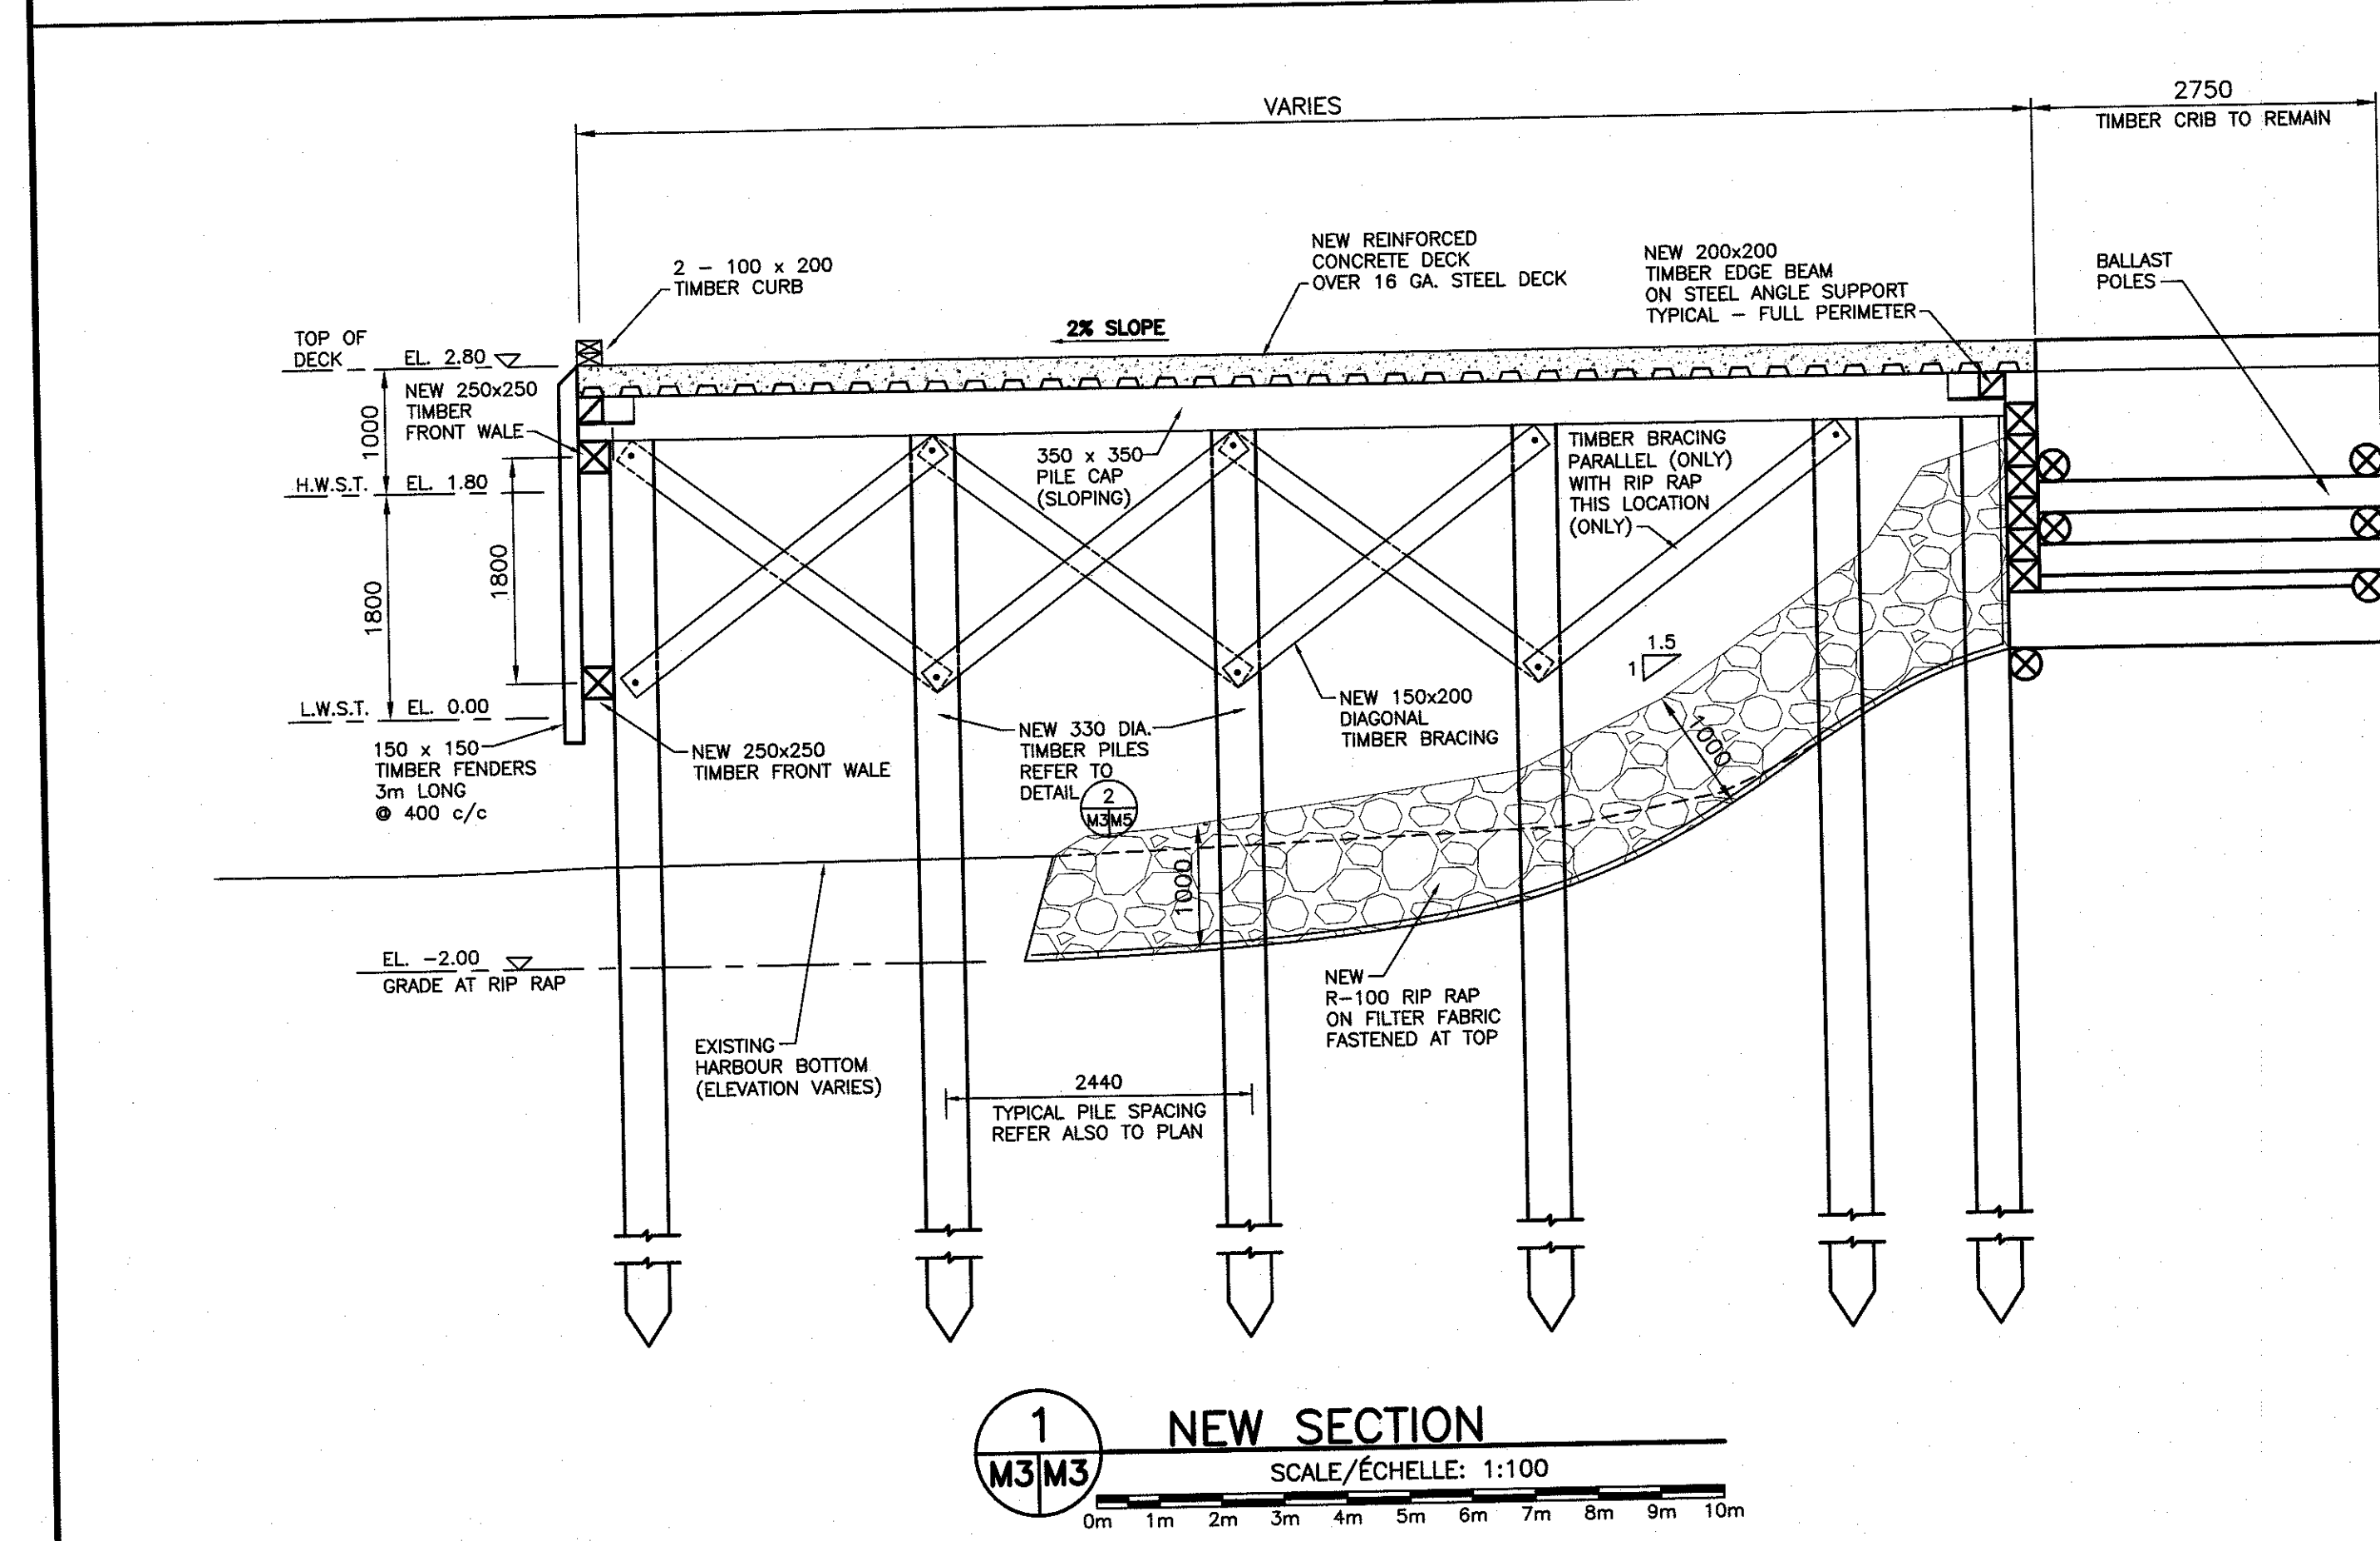 VARIES
2750
TIMBER CRIB TO REMAIN
2 - 100 x 200
TIMBER CURB
NEW REINFORCED
CONCRETE DECK
OVER 16 GA. STEEL DECK
NEW 200x200
TIMBER EDGE BEAM
ON STEEL ANGLE SUPPORT
TYPICAL - FULL PERIMETER
BALLAST
POLES
2% SLOPE
TOP OF
DECK
EL. 2.80
NEW 250x250
TIMBER
FRONT WALE
1000
H.W.S.T. EL. 1.80
350 x 350
PILE CAP
(SLOPING)
TIMBER BRACING
PARALLEL (ONLY)
WITH RIP RAP
THIS LOCATION
(ONLY)
1800
1800
1.5
1
L.W.S.T. EL. 0.00
150 x 150
TIMBER FENDERS
3m LONG
@ 400 c/c
NEW 250x250
TIMBER FRONT WALE
NEW 330 DIA.
TIMBER PILES
REFER TO
DETAIL
2
M3 M5
NEW 150x200
DIAGONAL
TIMBER BRACING
1000
1000
EL. -2.00
GRADE AT RIP RAP
EXISTING
HARBOUR BOTTOM
(ELEVATION VARIES)
NEW
R-100 RIP RAP
ON FILTER FABRIC
FASTENED AT TOP
2440
TYPICAL PILE SPACING
REFER ALSO TO PLAN
1
M3 M3
NEW SECTION
SCALE/ÉCHELLE: 1:100
0m 1m 2m 3m 4m 5m 6m 7m 8m 9m 10m